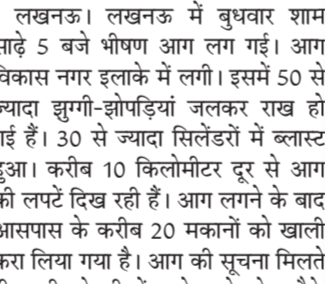 लखनऊ। लखनऊ में बुधवार शाम
साढ़े 5 बजे भीषण आग लग गई। आग
विकास नगर इलाके में लगी। इसमें 50 से
ज्यादा झुग्गी-झोपड़ियां जलकर राख हो
गई हैं। 30 से ज्यादा सिलेंडरों में ब्लास्ट
हुआ। करीब 10 किलोमीटर दूर से आग
की लपटें दिख रही हैं। आग लगने के बाद
आसपास के करीब 20 मकानों को खाली
करा लिया गया है। आग की सूचना मिलते